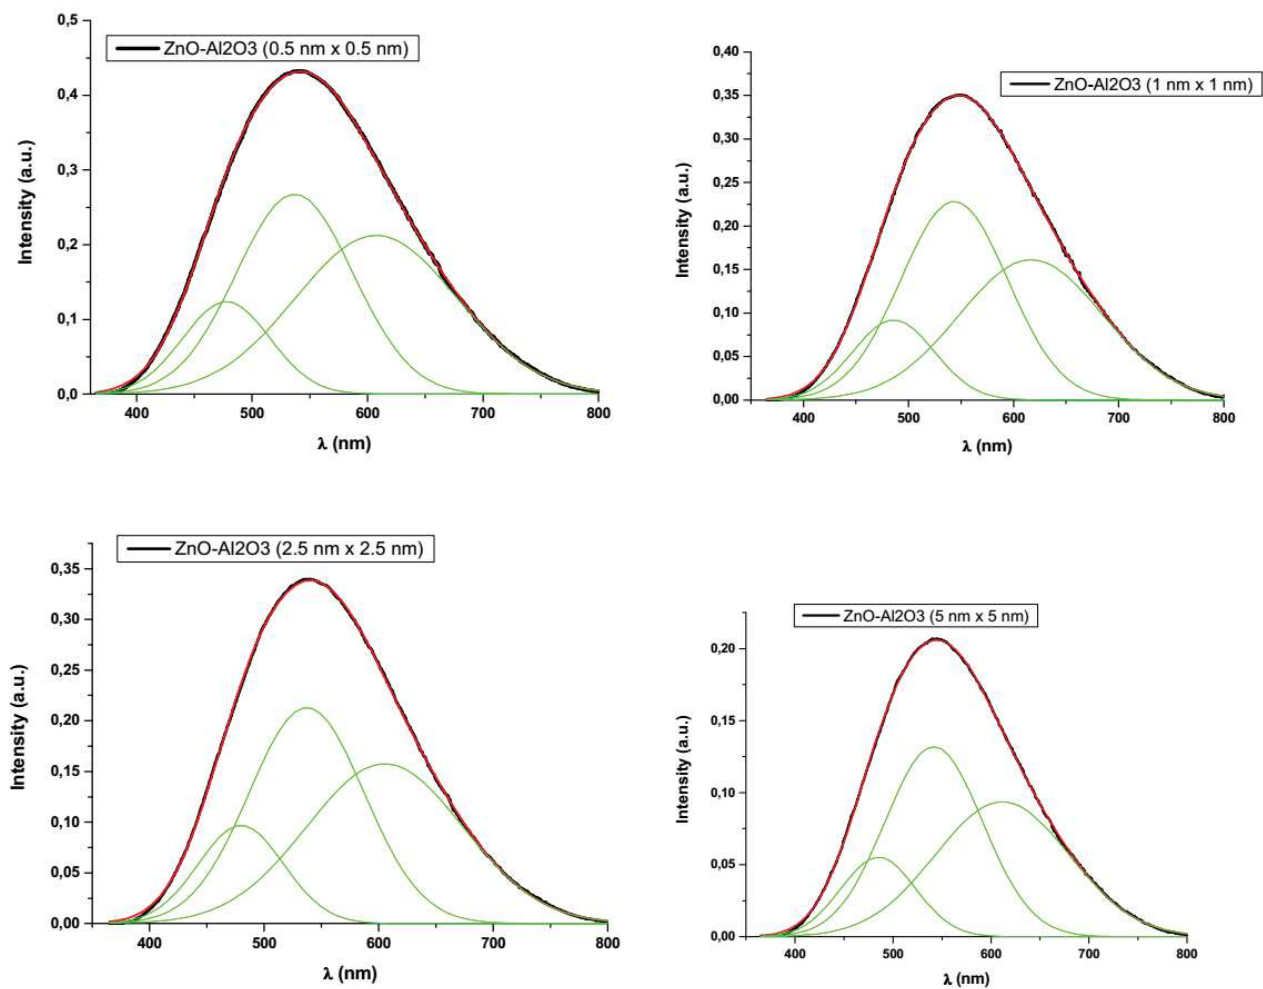 ZnO-Al2O3 (0.5 nm x 0.5 nm)
0,5
0,4
0,3
0,2
0,1
0,0
Intensity (a.u.)
400 500 600 700 800
λ (nm)
ZnO-Al2O3 (1 nm x 1 nm)
0,40
0,35
0,30
0,25
0,20
0,15
0,10
0,05
0,00
Intensity (a.u.)
400 500 600 700 800
λ (nm)
ZnO-Al2O3 (2.5 nm x 2.5 nm)
0,35
0,30
0,25
0,20
0,15
0,10
0,05
0,00
Intensity (a.u.)
400 500 600 700 800
λ (nm)
ZnO-Al2O3 (5 nm x 5 nm)
0,20
0,15
0,10
0,05
0,00
Intensity (a.u.)
400 500 600 700 800
λ (nm)